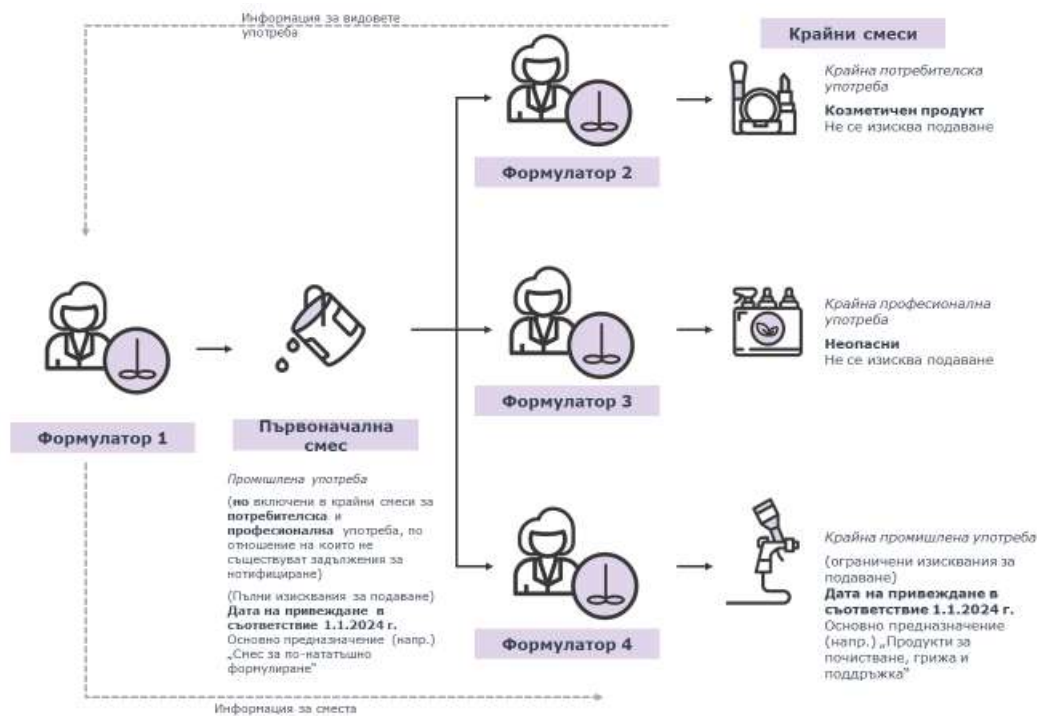 Информация за видовете
употреба
Крайни смеси
Крайна потребителска
употреба
Козметичен продукт
Не се изисква подаване
Формулатор 2
Крайна професионална
употреба
Неопасни
Не се изисква подаване
Формулатор 3
Формулатор 1
Първоначална
смес
Промишлена употреба
(но включени в крайни смеси за
потребителска и
професионална употреба, по
отношение на които не
съществуват задължения за
нотифициране)
(Пълни изисквания за подаване)
Дата на привеждане в
съответствие 1.1.2024 г.
Основно предназначение (напр.)
„Смес за по-нататъшно
формулиране“
Крайна промишлена употреба
(ограничени изисквания за
подаване)
Дата на привеждане в
съответствие 1.1.2024 г.
Основно предназначение
(напр.) „Продукти за
почистване, грижа и
поддръжка“
Формулатор 4
Информация за сместа